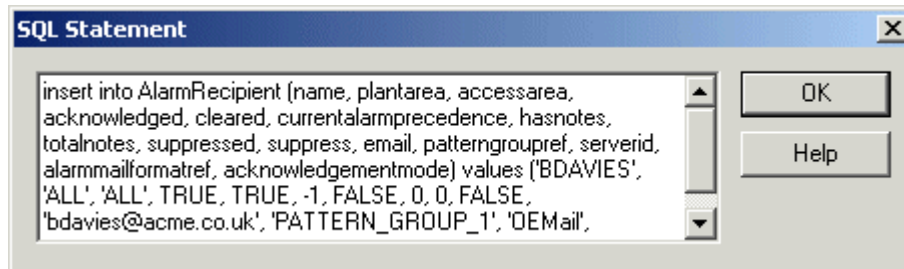 SQL Statement
insert into AlarmRecipient (name, plantarea, accessarea,
acknowledged, cleared, currentalarmprecedence, hasnotes,
totalnotes, suppressed, suppress, email, patterngroupref, serverid,
alarmmailformatref, acknowledgementmode) values ('BDAVIES',
'ALL', 'ALL', TRUE, TRUE, -1, FALSE, 0, 0, FALSE,
'bdavies@acme.co.uk', 'PATTERN_GROUP_1', 'OEMail',
OK
Help